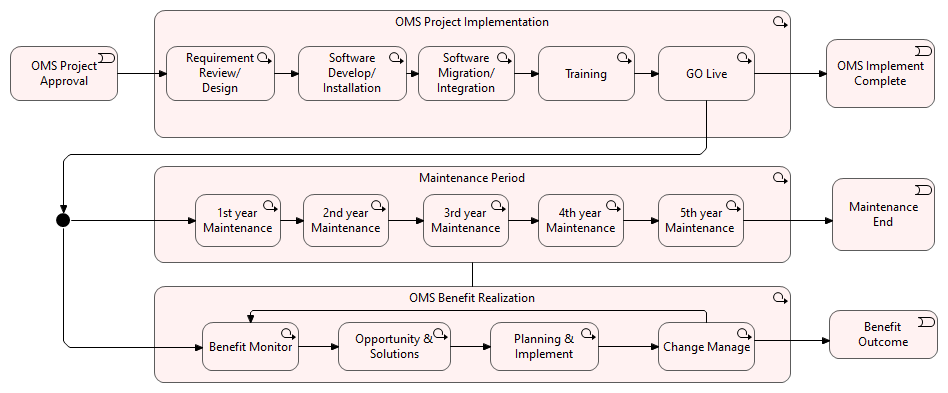 OMS Project Implementation
OMS Project
Approval
Requirement
Review/
Design
Software
Develop/
Installation
Software
Migration/
Integration
Training
GO Live
OMS Implement
Complete
Maintenance Period
1st year
Maintenance
2nd year
Maintenance
3rd year
Maintenance
4th year
Maintenance
5th year
Maintenance
Maintenance
End
OMS Benefit Realization
Benefit Monitor
Opportunity &
Solutions
Planning &
Implement
Change Manage
Benefit
Outcome